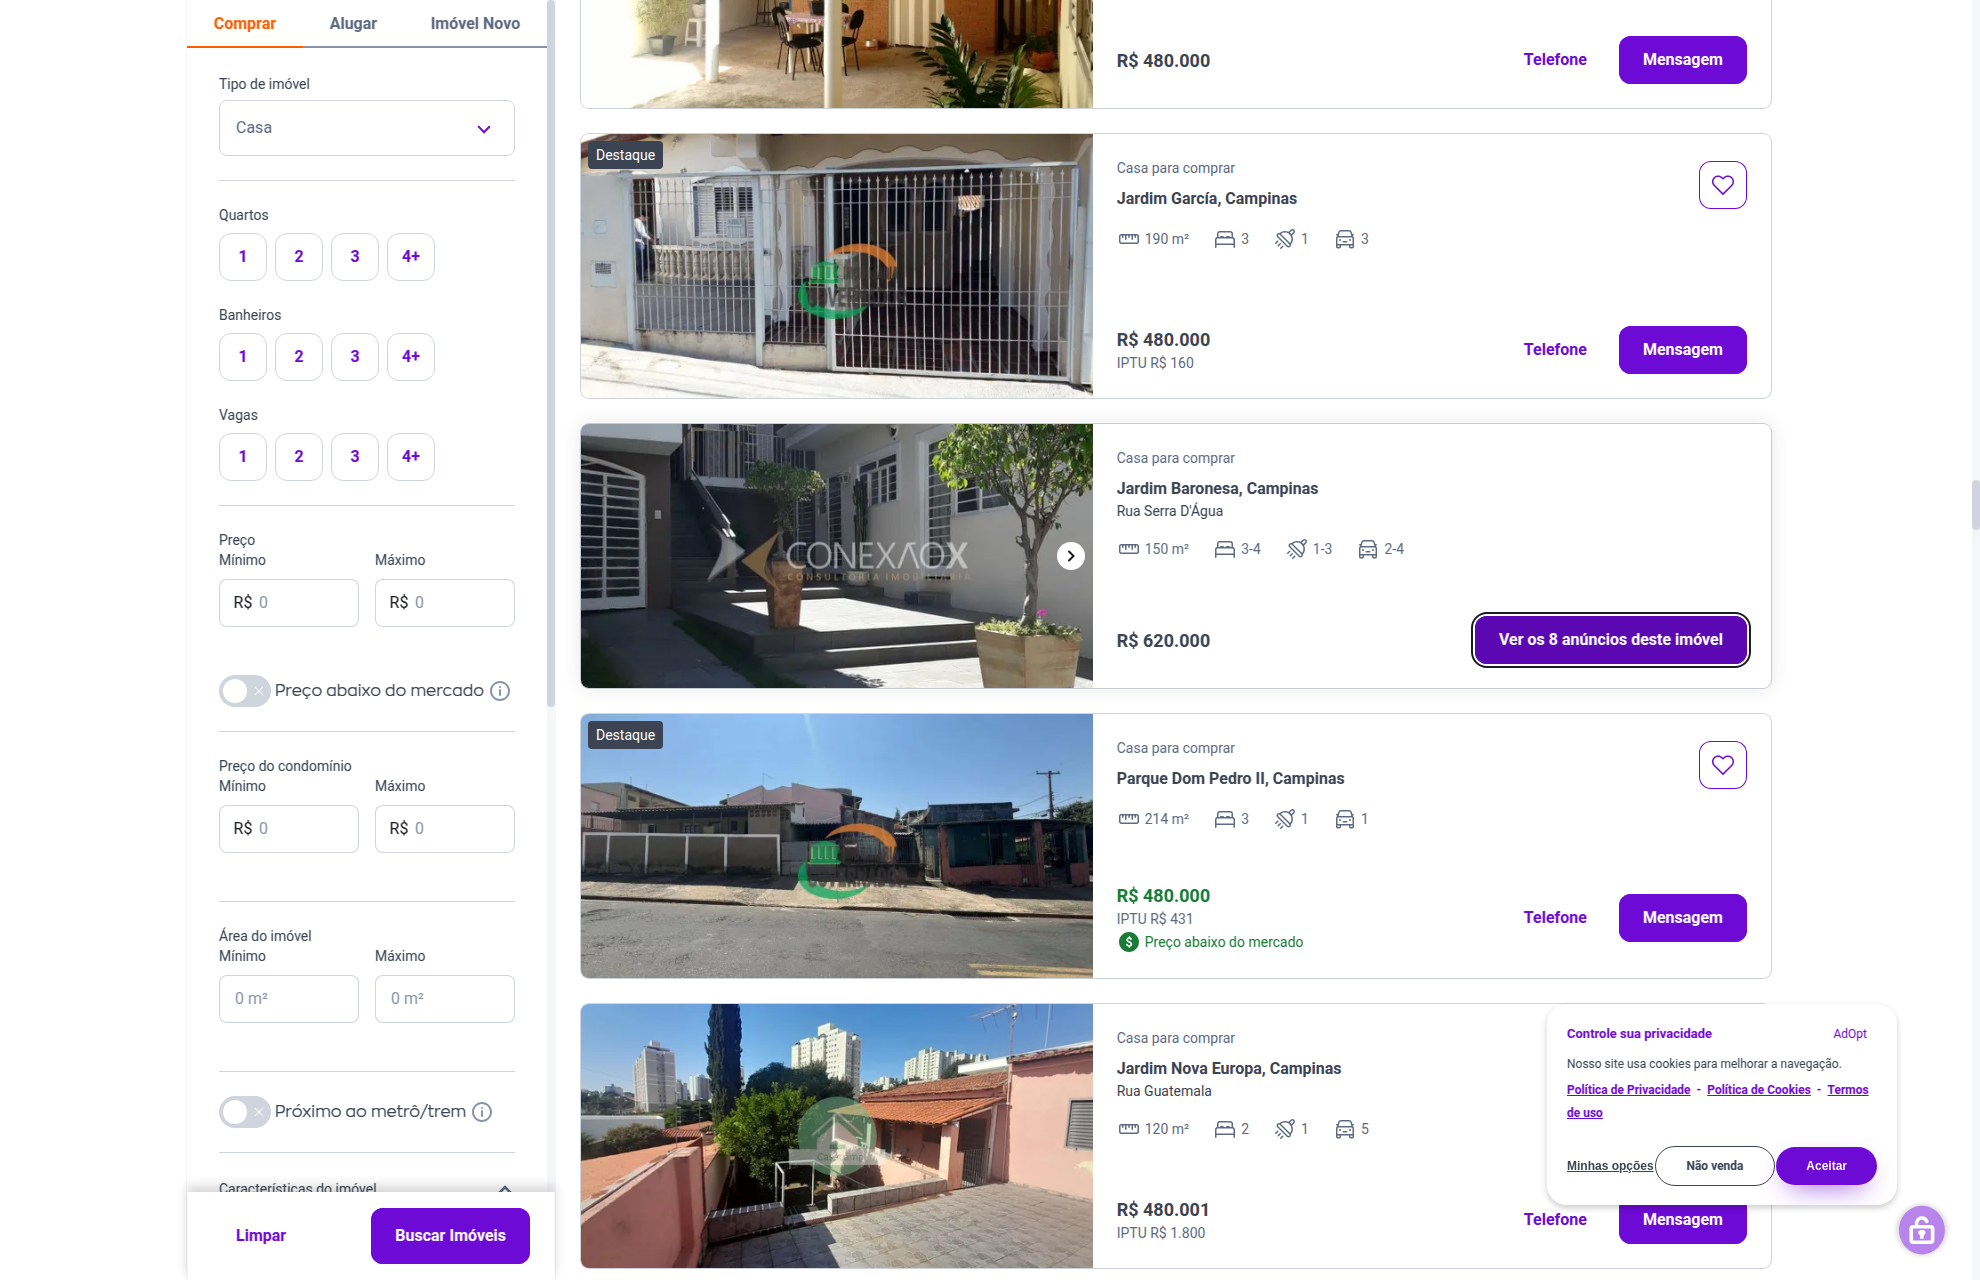 Comprar
Alugar
Imóvel Novo
Tipo de imóvel
Casa
Quartos
1
2
3
4+
Banheiros
1
2
3
4+
Vagas
1
2
3
4+
Preço
Mínimo
Máximo
R$ 0
R$ 0
Preço abaixo do mercado
Preço do condomínio
Mínimo
Máximo
R$ 0
R$ 0
Área do imóvel
Mínimo
Máximo
0 m²
0 m²
Próximo ao metrô/trem
Características do imóvel
Limpar
Buscar Imóveis
R$ 480.000
Telefone
Mensagem
Destaque
Casa para comprar
Jardim García, Campinas
190 m²
3
1
3
R$ 480.000
IPTU R$ 160
Telefone
Mensagem
CONEXAOX
CONSULTORIA IMOBILIÁRIA
Casa para comprar
Jardim Baronesa, Campinas
Rua Serra D'Água
150 m²
3-4
1-3
2-4
R$ 620.000
Ver os 8 anúncios deste imóvel
Destaque
Casa para comprar
Parque Dom Pedro II, Campinas
214 m²
3
1
1
R$ 480.000
IPTU R$ 431
$ Preço abaixo do mercado
Telefone
Mensagem
Casa para comprar
Jardim Nova Europa, Campinas
Rua Guatemala
120 m²
2
1
5
R$ 480.001
IPTU R$ 1.800
Telefone
Mensagem
Controle sua privacidade
AdOpt
Nosso site usa cookies para melhorar a navegação.
Política de Privacidade - Política de Cookies - Termos
de uso
Minhas opções
Não venda
Aceitar